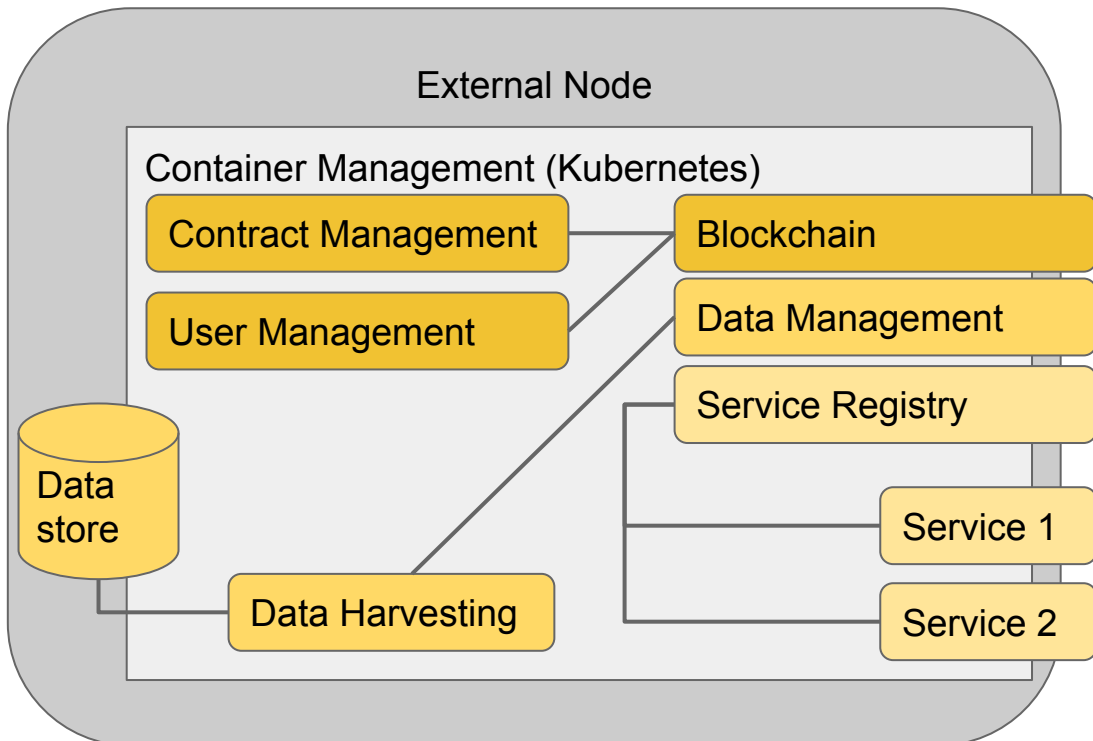 External Node
Container Management (Kubernetes)
Contract Management
Blockchain
User Management
Data Management
Service Registry
Data
store
Service 1
Data Harvesting
Service 2